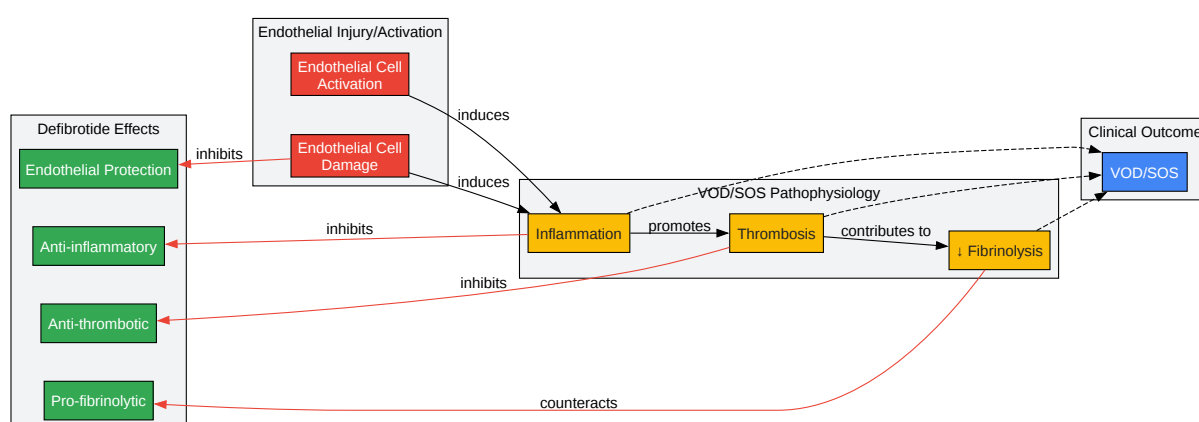 Endothelial Injury/Activation
Endothelial Cell
Activation
induces
Defibrotide Effects
Clinical Outcome
Endothelial Cell
Damage
inhibits
Endothelial Protection
induces
VOD/SOS
VOD/SOS Pathophysiology
inhibits
Inflammation
promotes
Thrombosis
contributes to
Anti-inflammatory
↓ Fibrinolysis
inhibits
Anti-thrombotic
Pro-fibrinolytic
counteracts